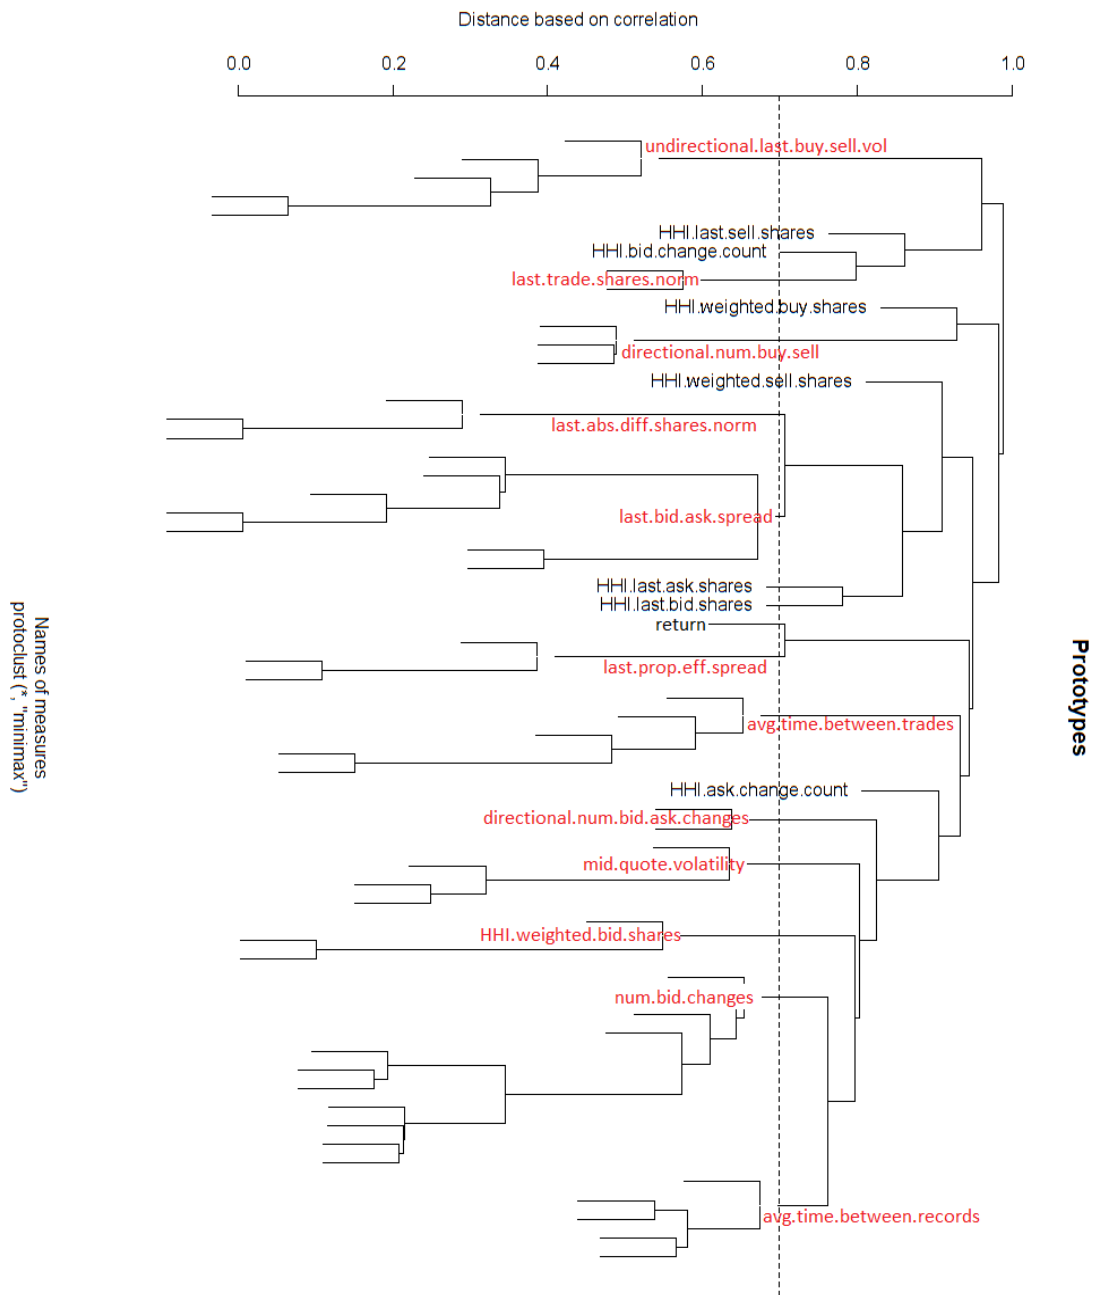 Distance based on correlation
0.0 0.2 0.4 0.6 0.8 1.0
undirectional.last.buy.sell.vol
HHI.last.sell.shares
HHI.bid.change.count
last.trade.shares.norm
HHI.weighted.buy.shares
directional.num.buy.sell
HHI.weighted.sell.shares
last.abs.diff.shares.norm
last.bid.ask.spread
HHI.last.ask.shares
HHI.last.bid.shares
return
last.prop.eff.spread
avg.time.between.trades
HHI.ask.change.count
directional.num.bid.ask.changes
mid.quote.volatility
HHI.weighted.bid.shares
num.bid.changes
avg.time.between.records
Names of measures
protoclust (*, "minimax")
Prototypes